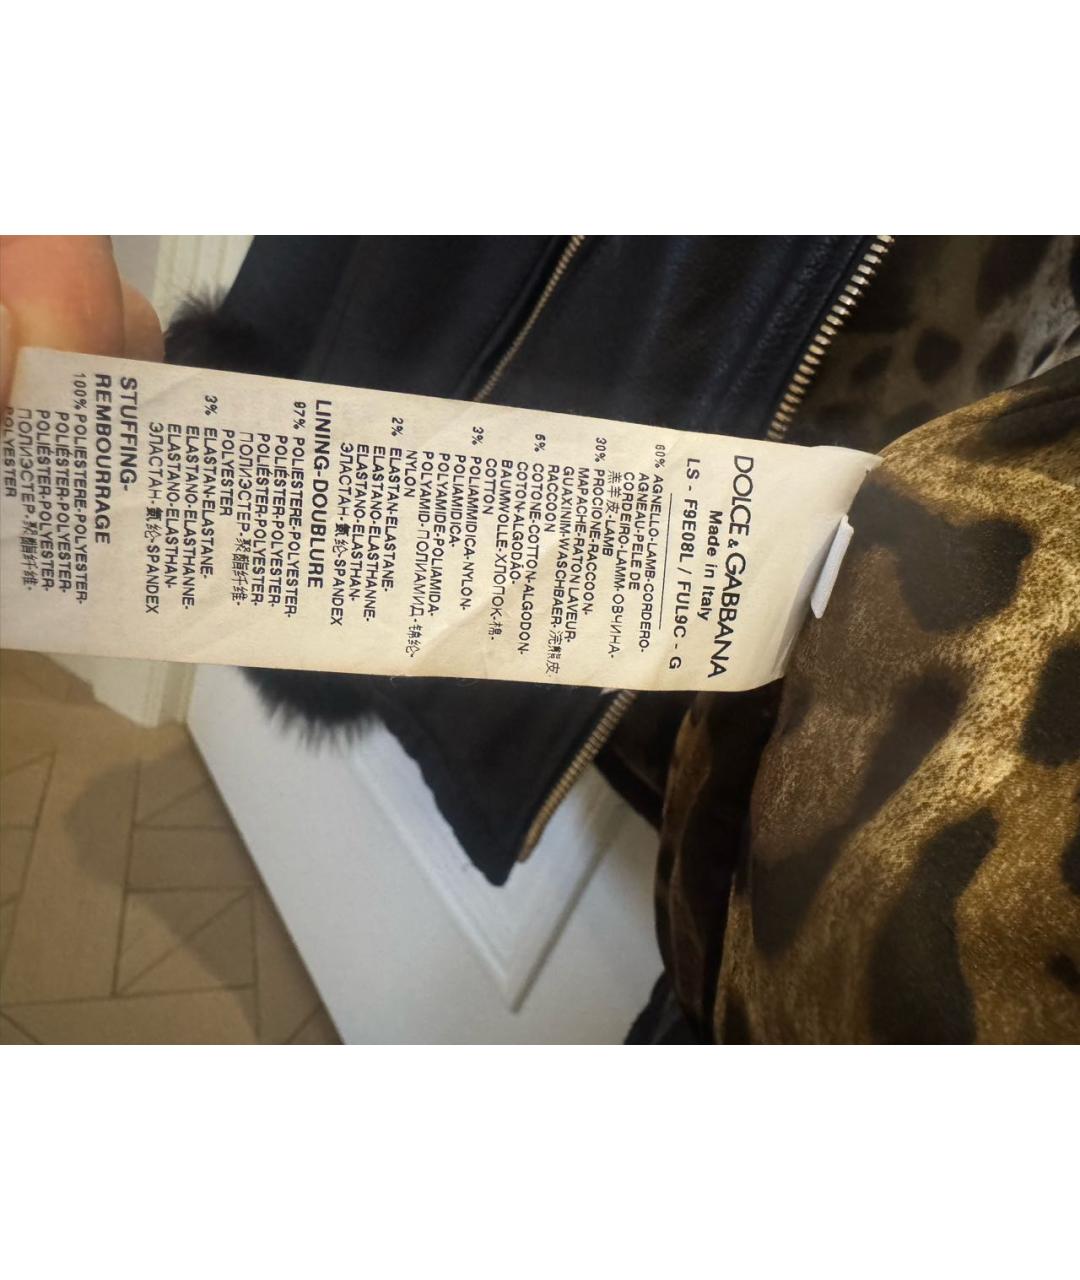 DOLCE & GABBANA
Made in Italy
LS - F9E08L / FUL9C - G
60% AGNELLO-LAMB-CORDERO-
AGNEAU-PELE DE
CORDEIRO-LAMM-ОВЧИНА-
羔羊皮-LAMB
30% PROCIONE-RACCOON-
MAPACHE-RATON LAVEUR-
GUAXINIM-WASCHBAER-浣熊皮-
RACCOON
5% COTONE-COTTON-ALGODON-
COTON-ALGODÃO-
BAUMWOLLE-ХЛОПОК-棉-
COTTON
3% POLIAMMIDICA-NYLON-
POLIAMIDICA-
POLYAMIDE-POLIAMIDA-
POLYAMID-ПОЛИАМИД-锦纶-
NYLON
2% ELASTAN-ELASTANE-
ELASTANO-ELASTHANNE-
ELASTANO-ELASTHAN-
ЭЛАСТАН-氨纶-SPANDEX
LINING-DOUBLURE
97% POLIESTERE-POLYESTER-
POLIÉSTER-POLYESTER-
POLIÉSTER-POLYESTER-
ПОЛИЭСТЕР-聚酯纤维-
POLYESTER
3% ELASTAN-ELASTANE-
ELASTANO-ELASTHANNE-
ELASTANO-ELASTHAN-
ЭЛАСТАН-氨纶-SPANDEX
STUFFING-
REMBOURRAGE
100% POLIESTERE-POLYESTER-
POLIÉSTER-POLYESTER-
POLIÉSTER-POLYESTER-
ПОЛИЭСТЕР-聚酯纤维-
POLYESTER